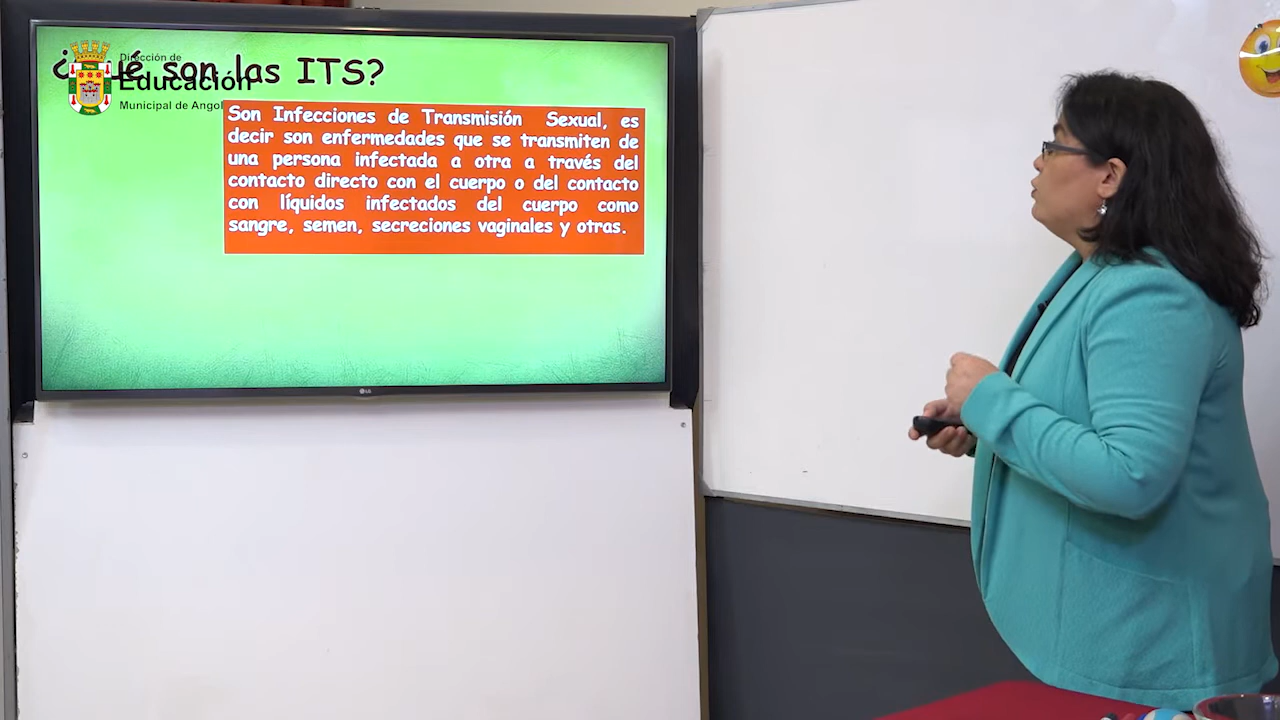 ¿Qué son las ITS?
Dirección de
Educación
Municipal de Angol
Son Infecciones de Transmisión Sexual, es
decir son enfermedades que se transmiten de
una persona infectada a otra a través del
contacto directo con el cuerpo o del contacto
con líquidos infectados del cuerpo como
sangre, semen, secreciones vaginales y otras.
LG